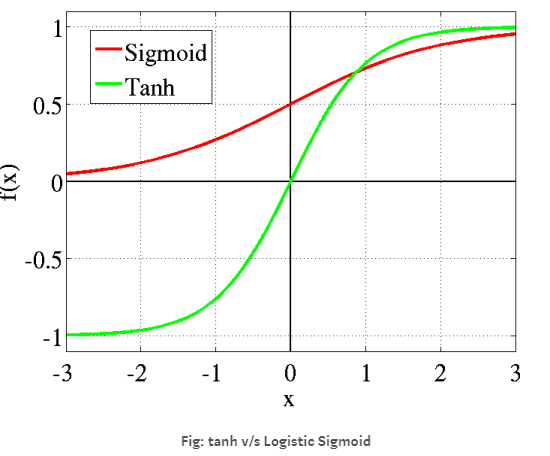 1
Sigmoid
Tanh
0.5
f(x)
0
-0.5
-1
-3 -2 -1 0 1 2 3
x
Fig: tanh v/s Logistic Sigmoid